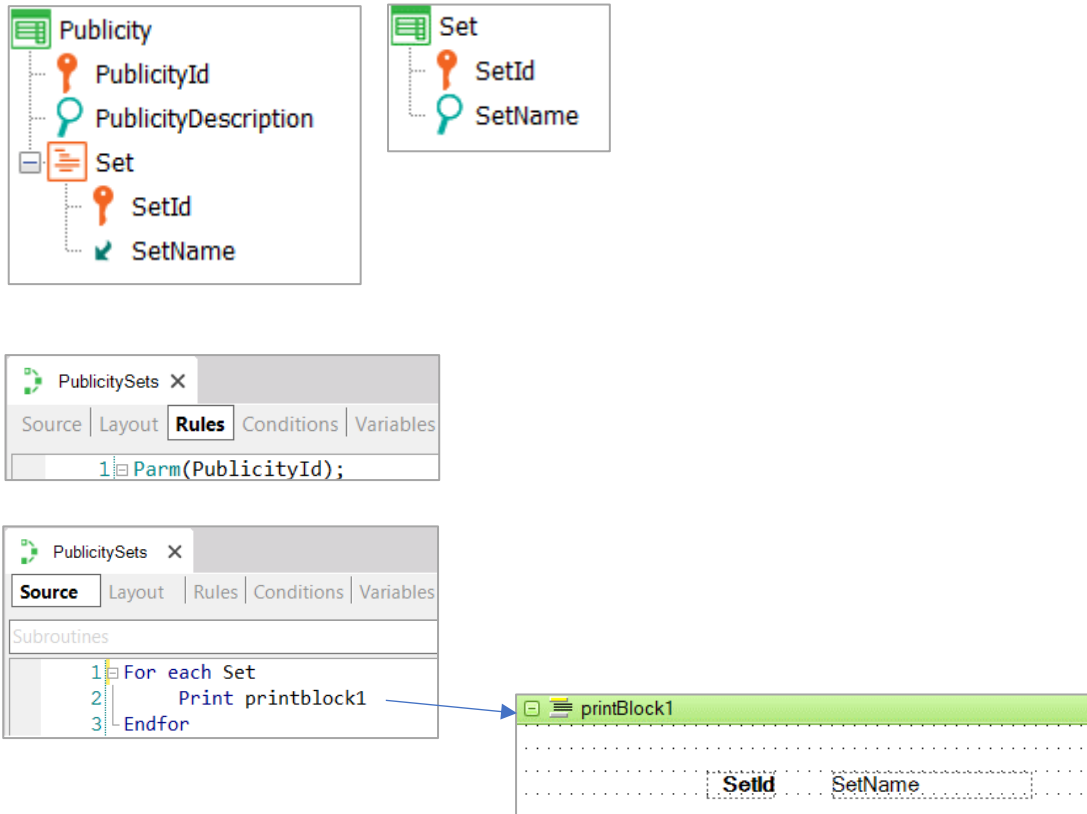 Publicity
PublicityId
PublicityDescription
Set
SetId
SetName
Set
SetId
SetName
PublicitySets
Source Layout Rules Conditions Variables
1 Parm(PublicityId);
PublicitySets
Source Layout Rules Conditions Variables
Subroutines
1 For each Set
2 Print printblock1
3 Endfor
printBlock1
SetId SetName